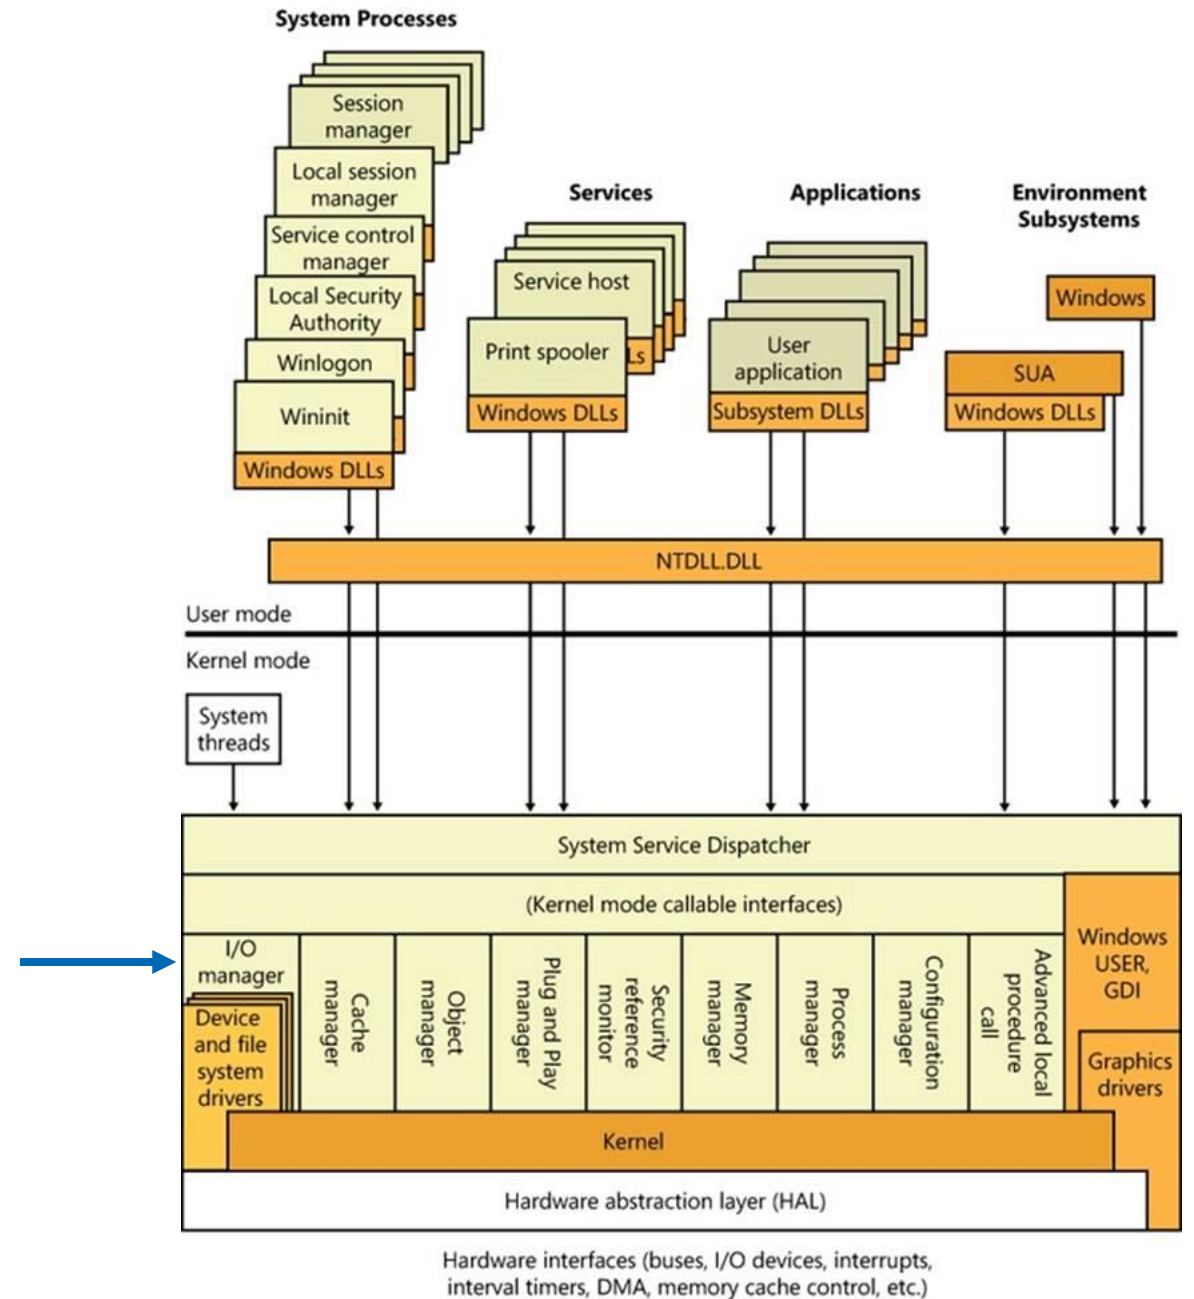 System Processes
Session
manager
Local session
manager
Service control
manager
Local Security
Authority
Winlogon
Wininit
Windows DLLs
Services
Service host
Print spooler
Ls
Windows DLLs
Applications
User
application
Subsystem DLLs
Environment
Subsystems
Windows
SUA
Windows DLLs
NTDLL.DLL
User mode
Kernel mode
System
threads
System Service Dispatcher
(Kernel mode callable interfaces)
I/O
manager
Device
and file
system
drivers
Cache
manager
Object
manager
Plug and Play
manager
Security
reference
monitor
Memory
manager
Process
manager
Configuration
manager
Advanced local
procedure
call
Windows
USER,
GDI
Graphics
drivers
Kernel
Hardware abstraction layer (HAL)
Hardware interfaces (buses, I/O devices, interrupts,
interval timers, DMA, memory cache control, etc.)